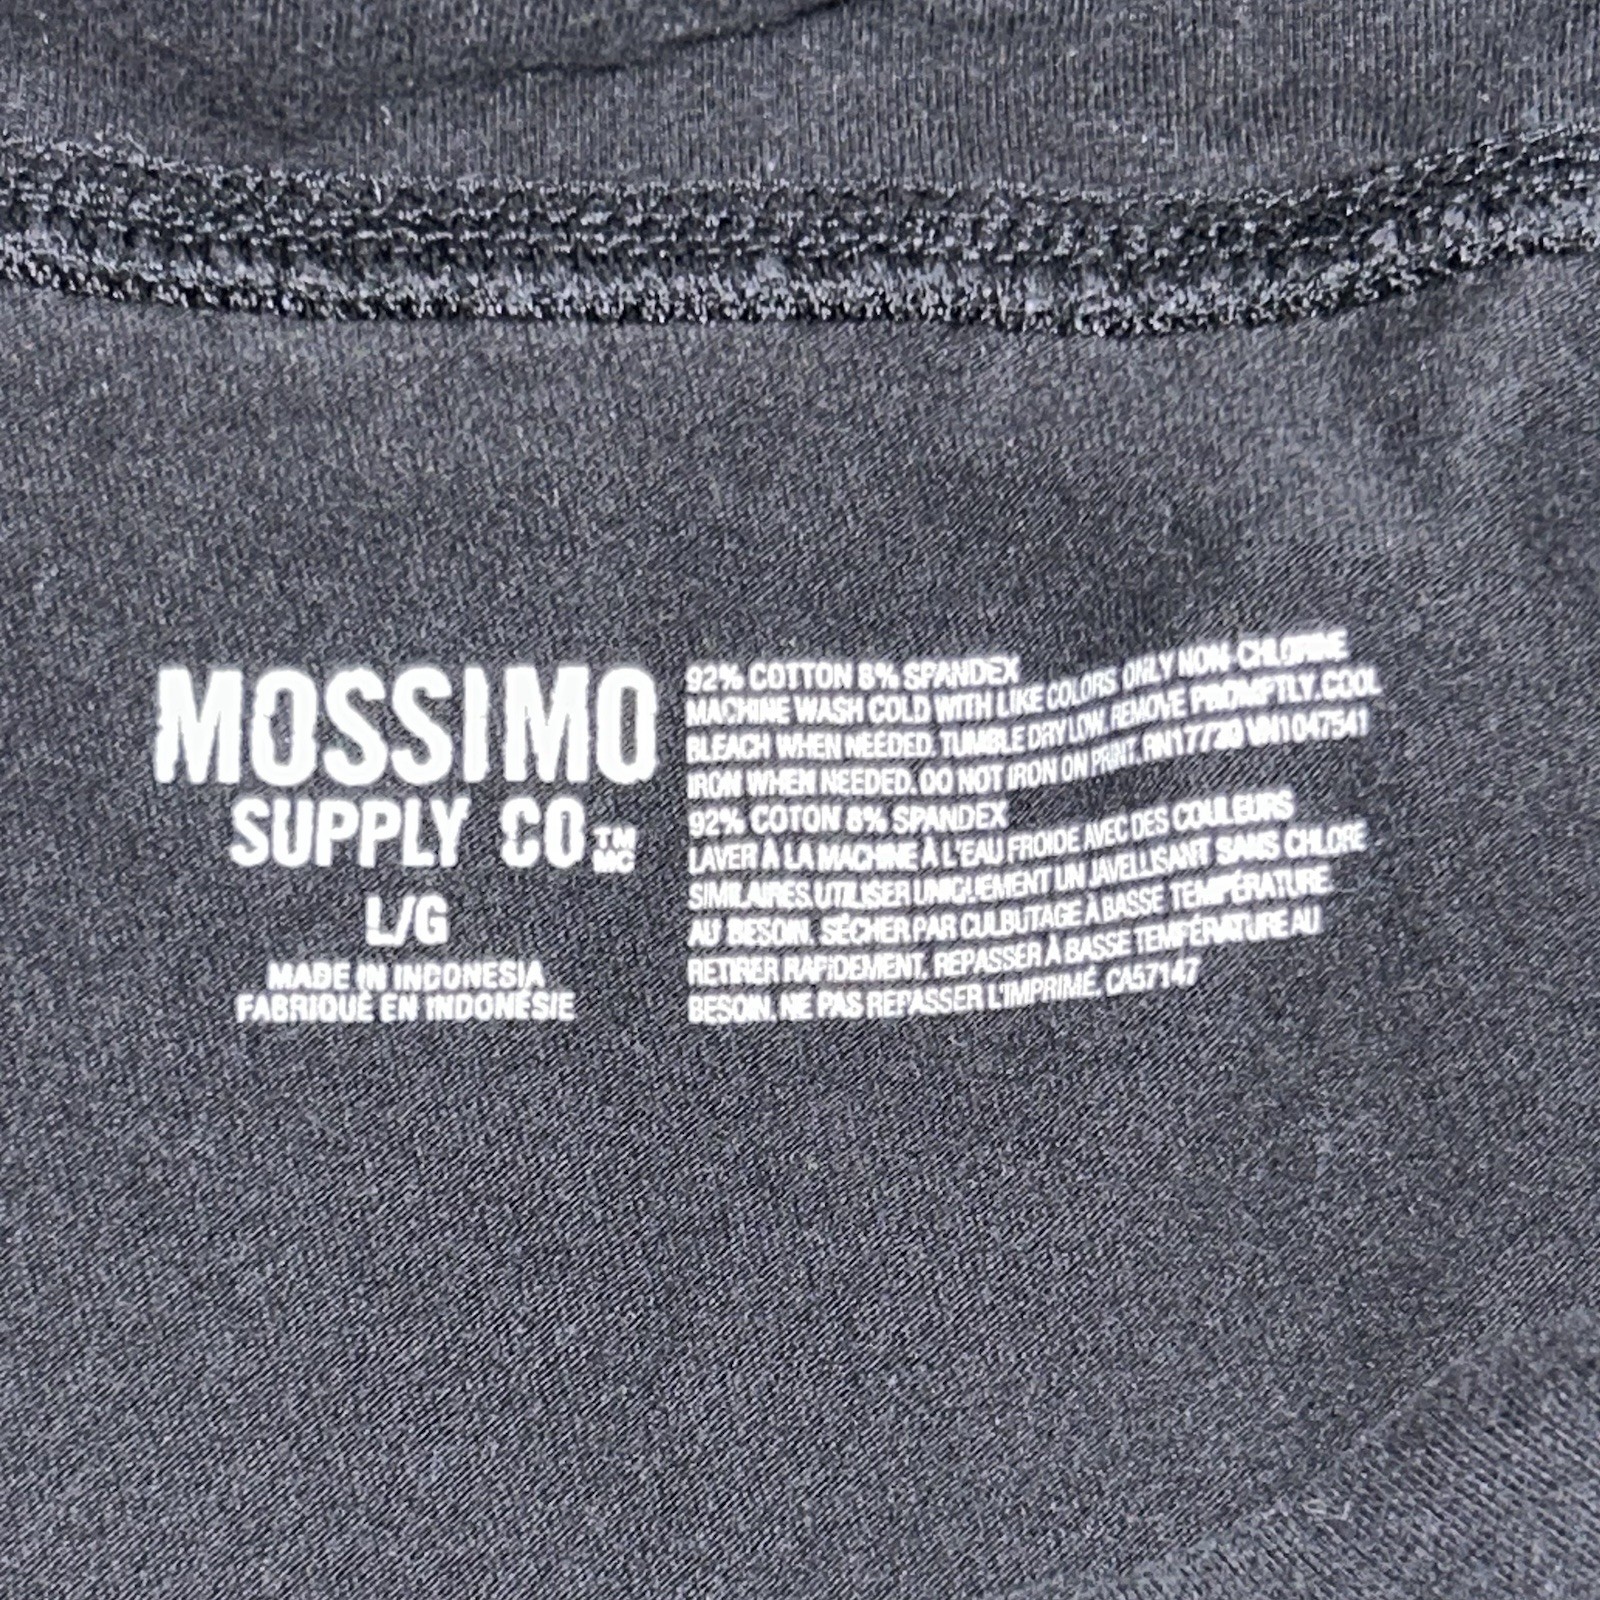 MOSSIMO
SUPPLY CO TM
MC
L/G
MADE IN INDONESIA
FABRIQUÉ EN INDONÉSIE
92% COTTON 8% SPANDEX
MACHINE WASH COLD WITH LIKE COLORS ONLY NON-CHLORINE
BLEACH WHEN NEEDED. TUMBLE DRY LOW. REMOVE PROMPTLY. COOL
IRON WHEN NEEDED. DO NOT IRON ON PRINT. RN17730 VN1047541
92% COTON 8% SPANDEX
LAVER À LA MACHINE À L'EAU FROIDE AVEC DES COULEURS
SIMILAIRES. UTILISER UNIQUEMENT UN JAVELLISANT SANS CHLORE
AU BESOIN. SÉCHER PAR CULBUTAGE À BASSE TEMPÉRATURE.
RETIRER RAPIDEMENT. REPASSER À BASSE TEMPÉRATURE AU
BESOIN. NE PAS REPASSER L'IMPRIMÉ. CA57147